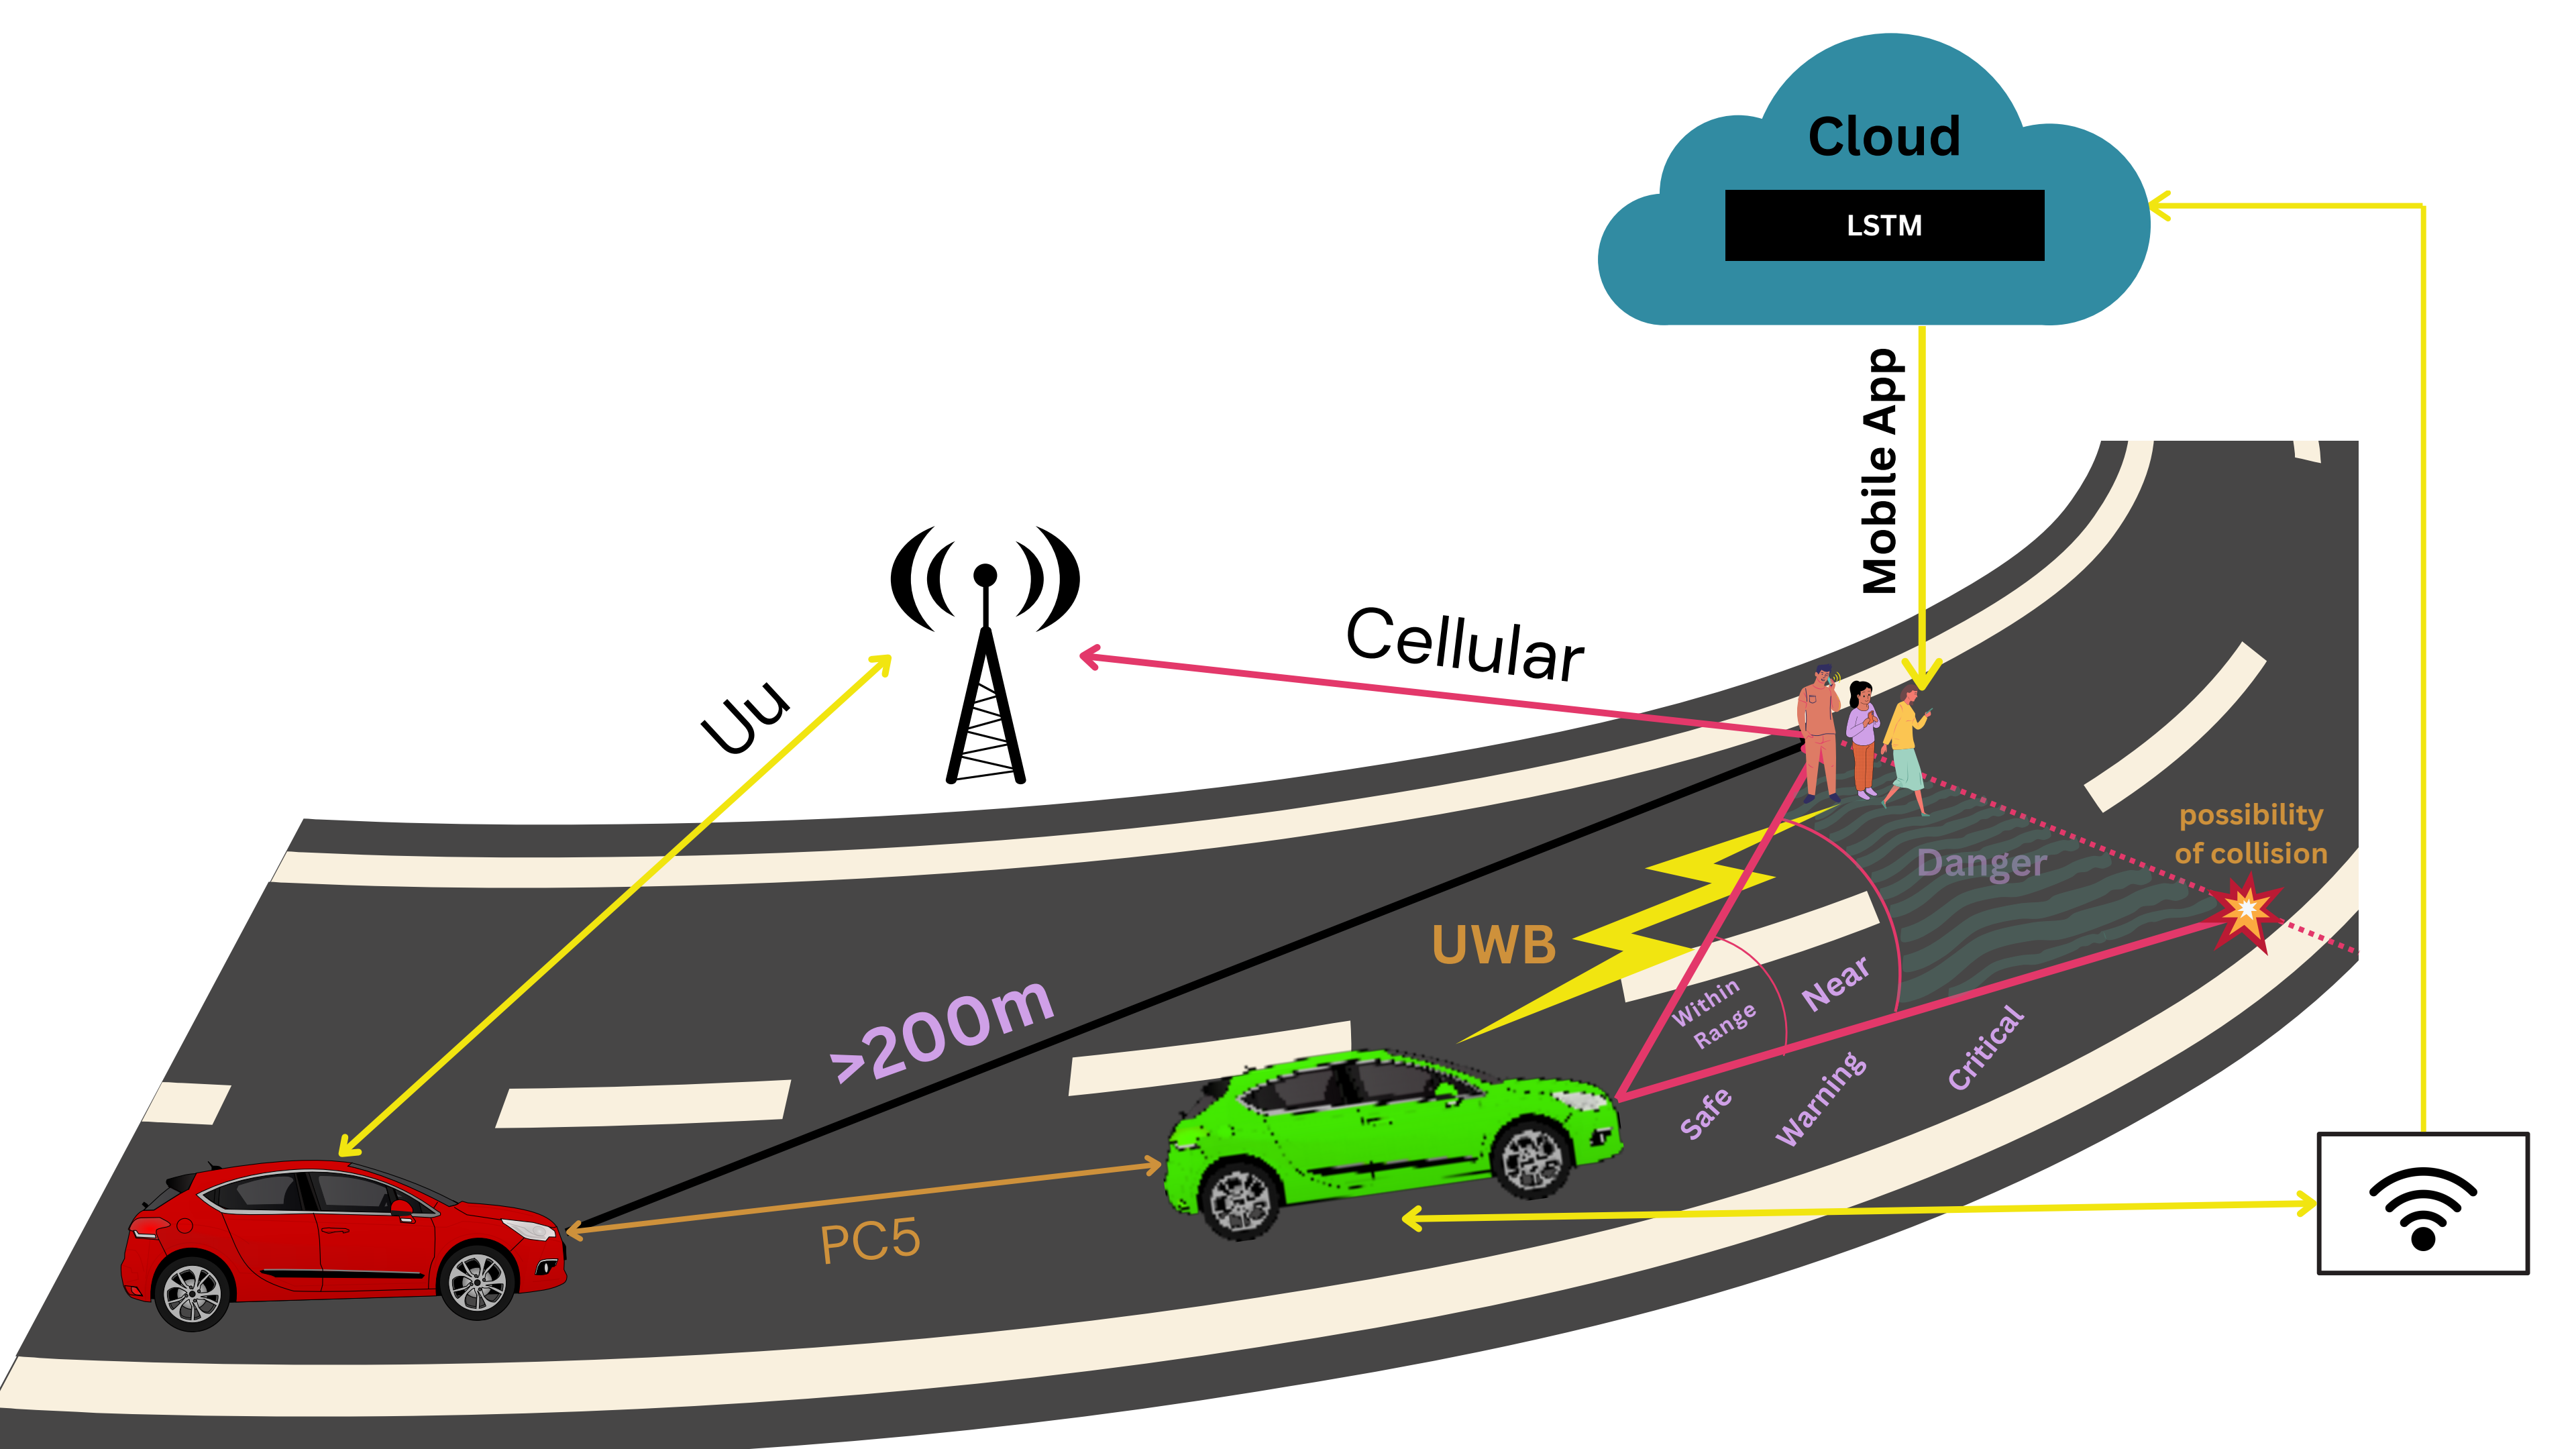 Cloud
LSTM
Mobile App
Cellular
Uu
possibility
of collision
Danger
UWB
>200m
Within
Range
Near
Safe
Warning
Critical
PC5